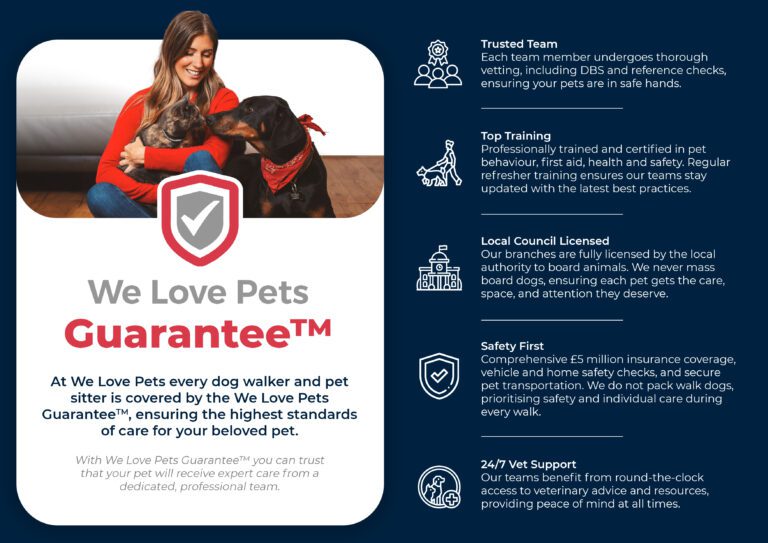 We Love Pets
Guarantee™
At We Love Pets every dog walker and pet
sitter is covered by the We Love Pets
Guarantee™, ensuring the highest standards
of care for your beloved pet.
With We Love Pets Guarantee™ you can trust
that your pet will receive expert care from a
dedicated, professional team.
Trusted Team
Each team member undergoes thorough
vetting, including DBS and reference checks,
ensuring your pets are in safe hands.
Top Training
Professionally trained and certified in pet
behaviour, first aid, health and safety. Regular
refresher training ensures our teams stay
updated with the latest best practices.
Local Council Licensed
Our branches are fully licensed by the local
authority to board animals. We never mass
board dogs, ensuring each pet gets the care,
space, and attention they deserve.
Safety First
Comprehensive £5 million insurance coverage,
vehicle and home safety checks, and secure
pet transportation. We do not pack walk dogs,
prioritising safety and individual care during
every walk.
24/7 Vet Support
Our teams benefit from round-the-clock
access to veterinary advice and resources,
providing peace of mind at all times.